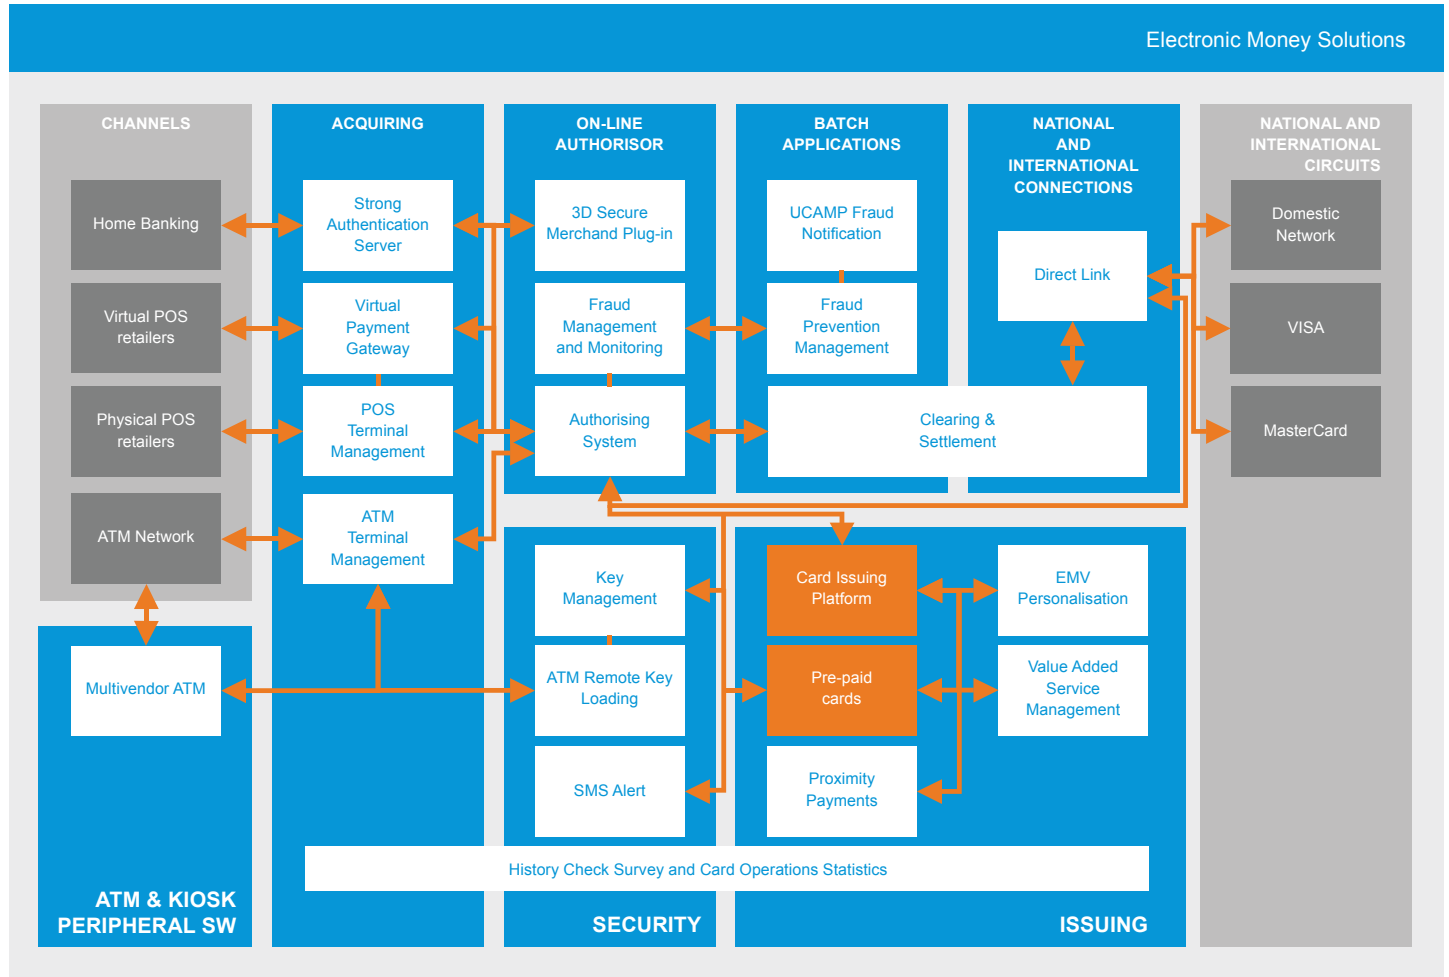 Electronic Money Solutions
CHANNELS
Home Banking
Virtual POS
retailers
Physical POS
retailers
ATM Network
ACQUIRING
Strong
Authentication
Server
Virtual
Payment
Gateway
POS
Terminal
Management
ATM
Terminal
Management
ON-LINE
AUTHORISOR
3D Secure
Merchand Plug-in
Fraud
Management
and Monitoring
Authorising
System
BATCH
APPLICATIONS
UCAMP Fraud
Notification
Fraud
Prevention
Management
NATIONAL
AND
INTERNATIONAL
CONNECTIONS
Direct Link
Clearing &
Settlement
NATIONAL AND
INTERNATIONAL
CIRCUITS
Domestic
Network
VISA
MasterCard
Multivendor ATM
ATM & KIOSK
PERIPHERAL SW
Key
Management
ATM Remote Key
Loading
SMS Alert
SECURITY
Card Issuing
Platform
Pre-paid
cards
Proximity
Payments
EMV
Personalisation
Value Added
Service
Management
ISSUING
History Check Survey and Card Operations Statistics